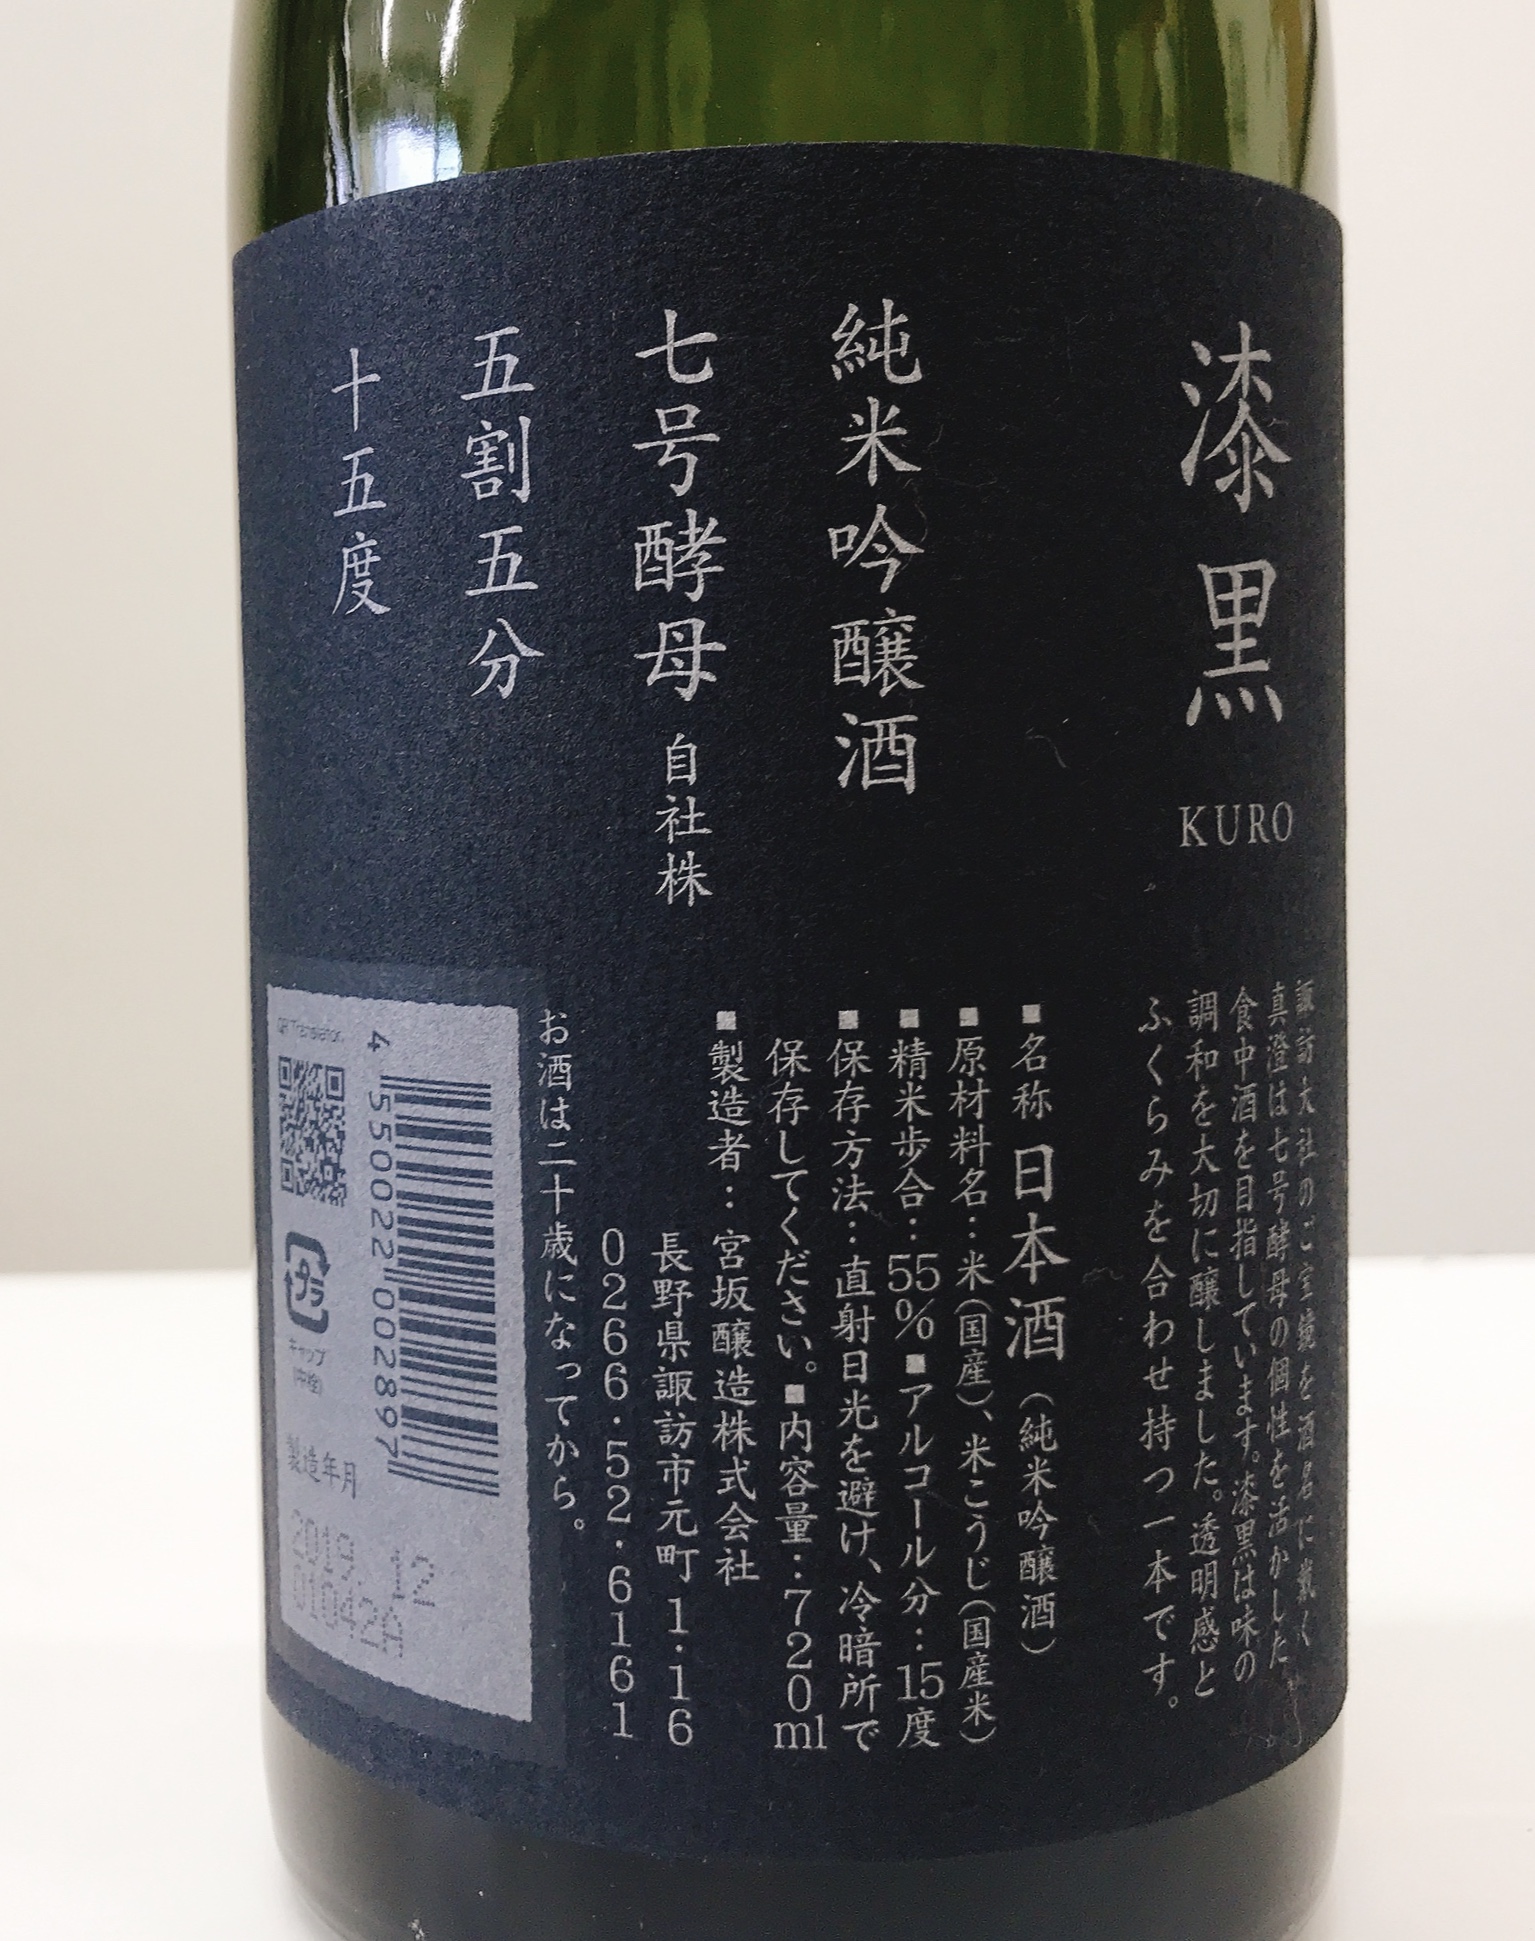 漆黒
KURO
純米吟醸酒
七号酵母 自社株
五割五分
十五度
諏訪大社のご宝鏡を酒名に戴く
真澄は七号酵母の個性を活かした
食中酒を目指しています。漆黒は味の
調和を大切に醸しました。透明感と
ふくらみを合わせ持つ一本です。
■名称 日本酒（純米吟醸酒）
■原材料名：米（国産）、米こうじ（国産米）
■精米歩合：55% ■アルコール分：15度
■保存方法：直射日光を避け、冷暗所で
保存してください。■内容量：720ml
■製造者：宮坂醸造株式会社
長野県諏訪市元町1·16
0266·52·6161
お酒は二十歳になってから。
4 550022 002897
QR Translator
プラ
キャップ
(中栓)
製造年月
2019. 12
01042A